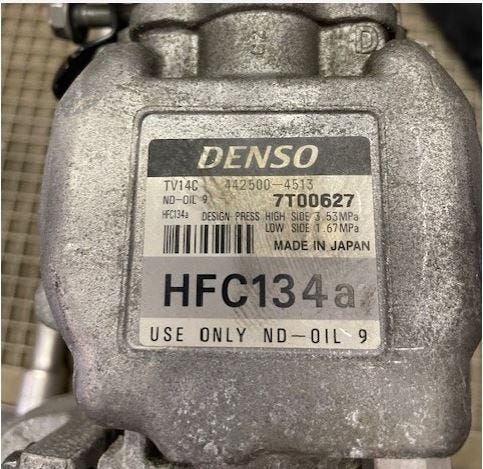 DENSO
TV14C 442500-4513
ND-OIL 9 7T00627
HFC134a DESIGN PRESS HIGH SIDE 3.53MPa
LOW SIDE 1.67MPa
MADE IN JAPAN
HFC134a
USE ONLY ND-OIL 9